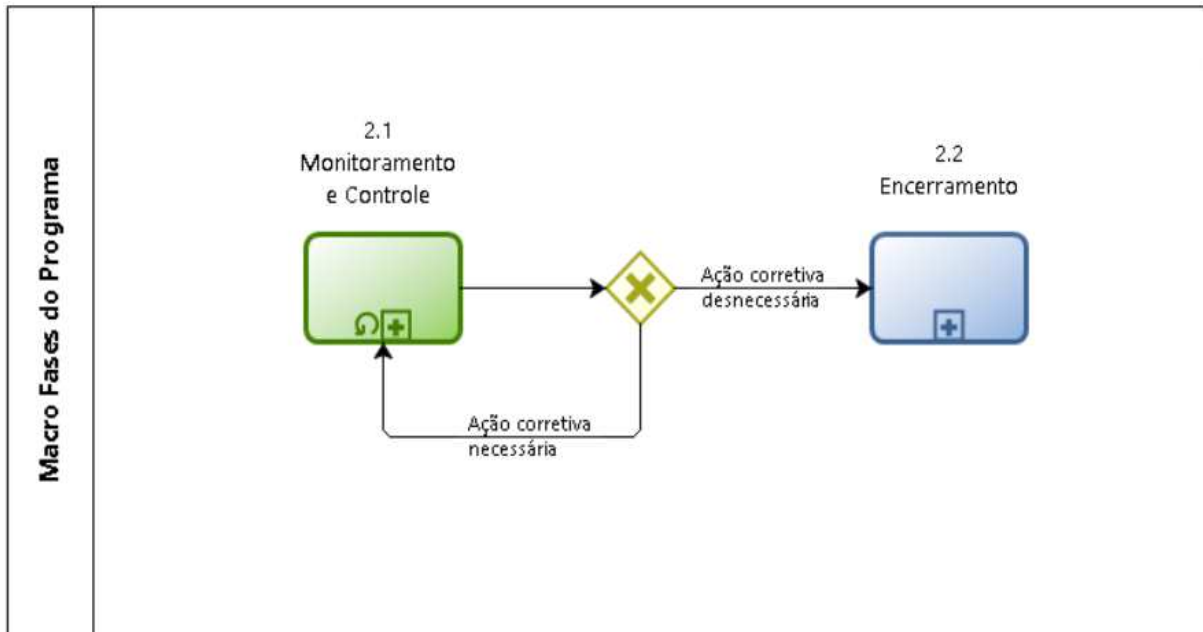 Macro Fases do Programa
2.1
Monitoramento
e Controle
2.2
Encerramento
Ação corretiva
desnecessária
Ação corretiva
necessária